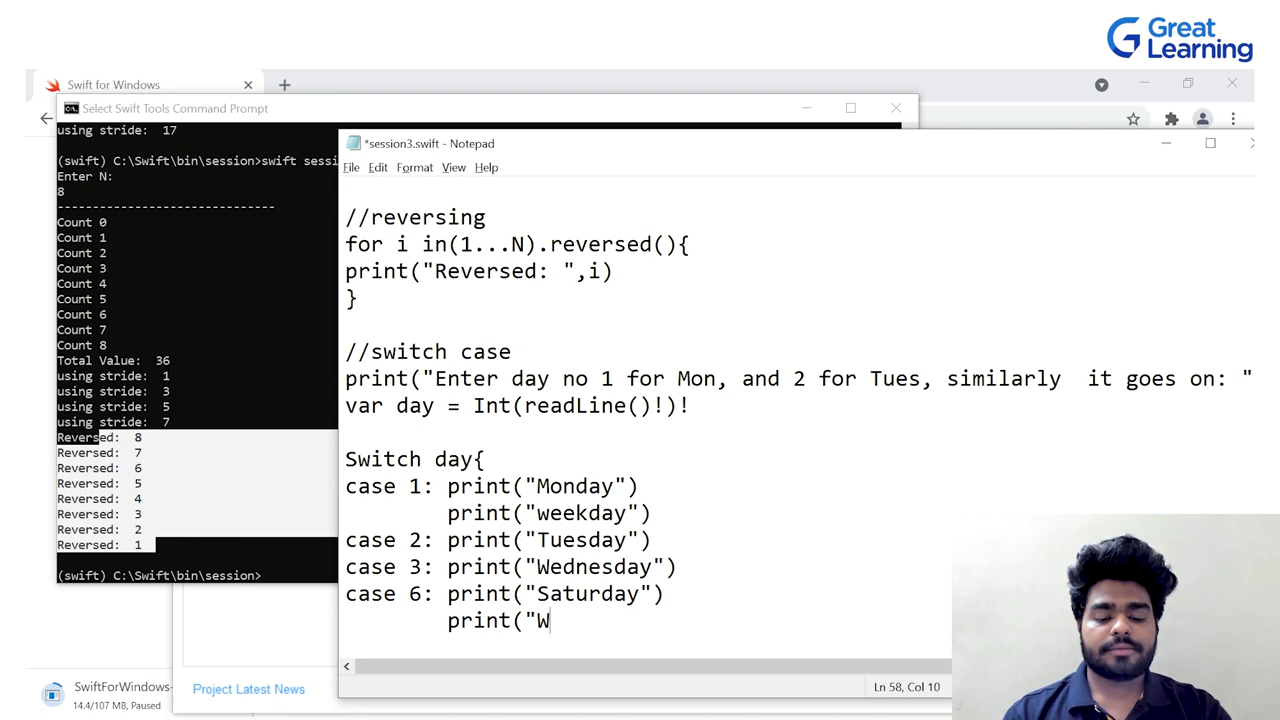 Great
Learning
Swift for Windows
Select Swift Tools Command Prompt
using stride:  17
(swift) C:\Swift\bin\session>swift sessi
Enter N:
8
------------------------------
Count 0
Count 1
Count 2
Count 3
Count 4
Count 5
Count 6
Count 7
Count 8
Total Value:  36
using stride:  1
using stride:  3
using stride:  5
using stride:  7
Reversed:  8
Reversed:  7
Reversed:  6
Reversed:  5
Reversed:  4
Reversed:  3
Reversed:  2
Reversed:  1
(swift) C:\Swift\bin\session>
*session3.swift - Notepad
File Edit Format View Help
//reversing
for i in(1...N).reversed(){
print("Reversed: ",i)
}
//switch case
print("Enter day no 1 for Mon, and 2 for Tues, similarly  it goes on: "
var day = Int(readLine()!)!
Switch day{
case 1: print("Monday")
        print("weekday")
case 2: print("Tuesday")
case 3: print("Wednesday")
case 6: print("Saturday")
        print("W
Ln 58, Col 10
Project Latest News
SwiftForWindows-
14.4/107 MB, Paused